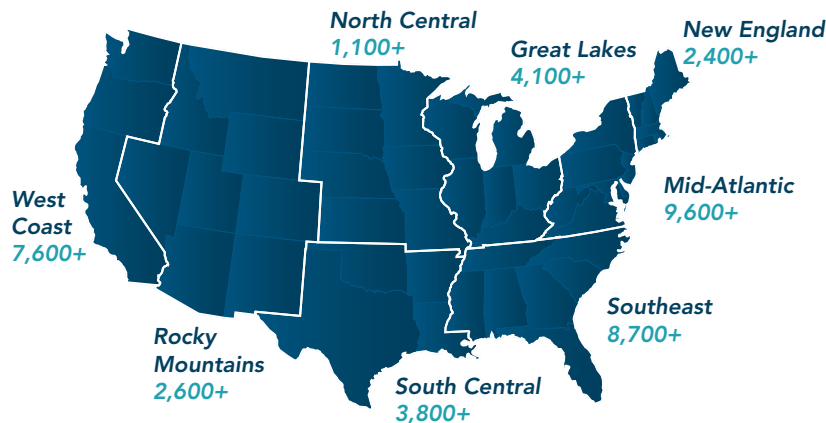 North Central
1,100+
New England
2,400+
Great Lakes
4,100+
Mid-Atlantic
9,600+
West
Coast
7,600+
Southeast
8,700+
Rocky
Mountains
2,600+
South Central
3,800+